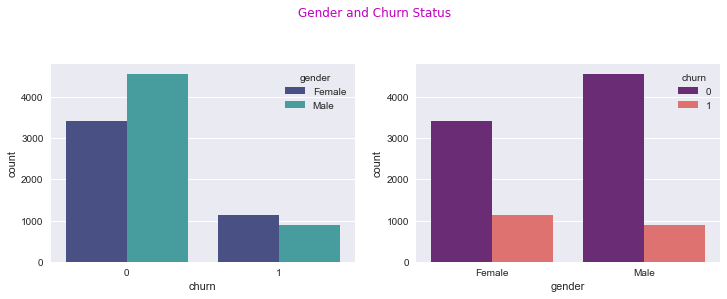 Gender and Churn Status
count
4000
3000
2000
1000
0
gender
Female
Male
0
1
churn
count
4000
3000
2000
1000
0
churn
0
1
Female
Male
gender